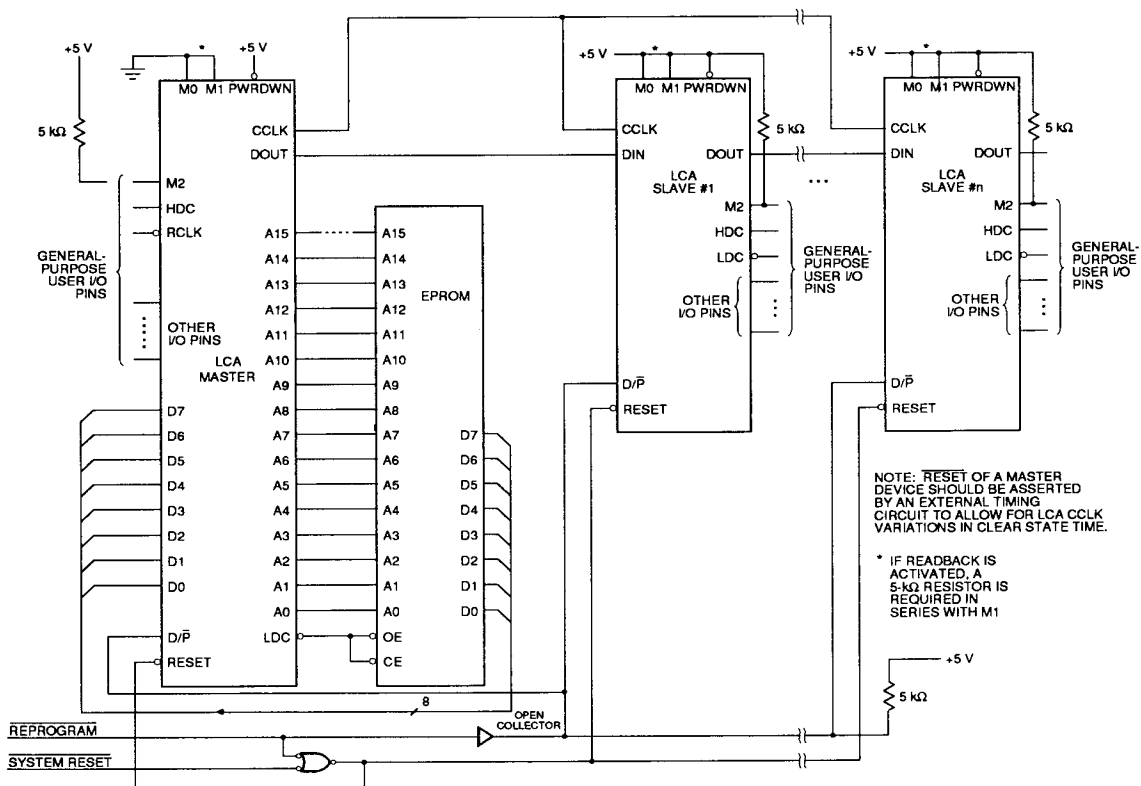 +5 V
*
+5 V
M0 M1 PWRDWN
5 kΩ
CCLK
DOUT
M2
HDC
RCLK
GENERAL-
PURPOSE
USER I/O
PINS
OTHER
I/O PINS
LCA
MASTER
A15
A14
A13
A12
A11
A10
A9
A8
A7
A6
A5
A4
A3
A2
A1
A0
LDC
D7
D6
D5
D4
D3
D2
D1
D0
D/P̅
RESET
A15
A14
A13
A12
A11
A10
A9
A8
A7
A6
A5
A4
A3
A2
A1
A0
OE
CE
EPROM
D7
D6
D5
D4
D3
D2
D1
D0
8
REPROGRAM
SYSTEM RESET
OPEN
COLLECTOR
+5 V
*
M0 M1 PWRDWN
5 kΩ
CCLK
DIN
DOUT
LCA
SLAVE #1
M2
HDC
LDC
GENERAL-
PURPOSE
USER I/O
PINS
OTHER
I/O PINS
D/P̅
RESET
...
+5 V
*
M0 M1 PWRDWN
5 kΩ
CCLK
DIN
DOUT
LCA
SLAVE #n
M2
HDC
LDC
GENERAL-
PURPOSE
USER I/O
PINS
OTHER
I/O PINS
D/P̅
RESET
NOTE: RESET OF A MASTER
DEVICE SHOULD BE ASSERTED
BY AN EXTERNAL TIMING
CIRCUIT TO ALLOW FOR LCA CCLK
VARIATIONS IN CLEAR STATE TIME.
* IF READBACK IS
ACTIVATED, A
5-kΩ RESISTOR IS
REQUIRED IN
SERIES WITH M1
+5 V
5 kΩ